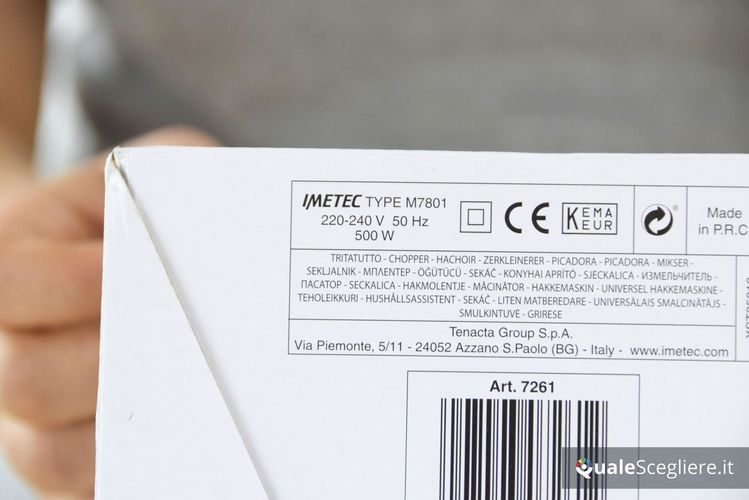 IMETEC TYPE M7801
220-240 V 50 Hz
500 W
CE
KEMA
EUR
Made
in P.R.C
TRITATUTTO - CHOPPER - HACHOIR - ZERKLEINERER - PICADORA - PICADORA - MIKSER -
SEKLJALNIK - ΜΠΛΕΝΤΕΡ - ÖĞÜTÜCÜ - SEKÁČ - KONYHAI APRÍTÓ - SJECKALICA - ИЗМЕЛЬЧИТЕЛЬ -
ПАСАТОР - SECKALICA - HAKMOLENTJE - MĂCINĂTOR - HAKKEMASKIN - UNIVERSEL HAKKEMASKINE -
TEHOLEIKKURI - HUSHÅLLSASSISTENT - SEKÁČ - LITEN MATBEREDARE - UNIVERSĀLAIS SMALCINĀTĀJS -
SMULKINTUVĖ - GRIRESE
Tenacta Group S.p.A.
Via Piemonte, 5/11 - 24052 Azzano S.Paolo (BG) - Italy - www.imetec.com
Art. 7261
QualeScegliere.it